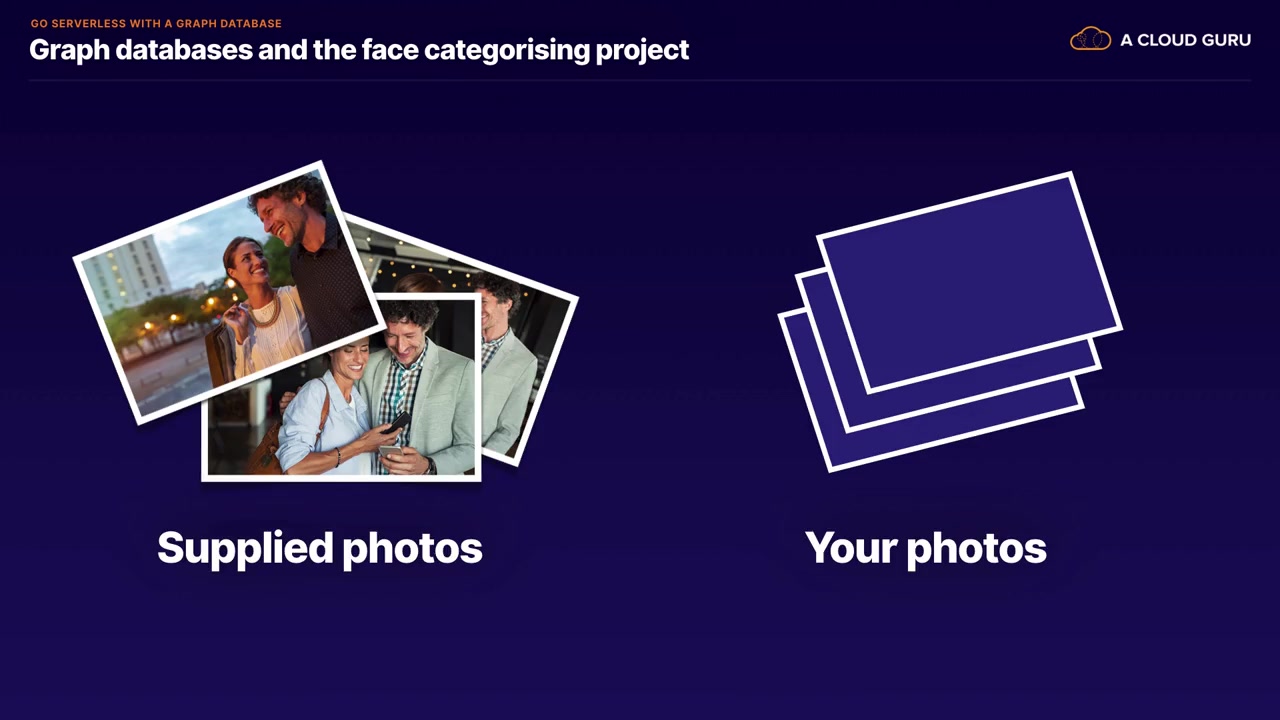 GO SERVERLESS WITH A GRAPH DATABASE
Graph databases and the face categorising project
A CLOUD GURU
Supplied photos
Your photos